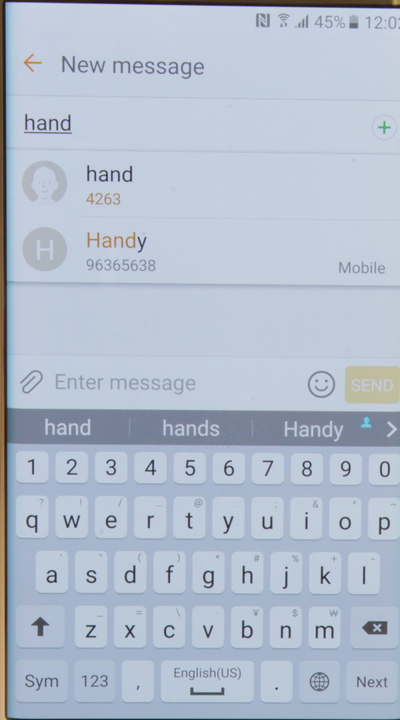 45% 12:02
New message
hand
hand
4263
Handy
96365638
Mobile
Enter message
SEND
hand hands Handy
1 2 3 4 5 6 7 8 9 0
q w e r t y u i o p
a s d f g h j k l
z x c v b n m
Sym 123 , English(US) . Next